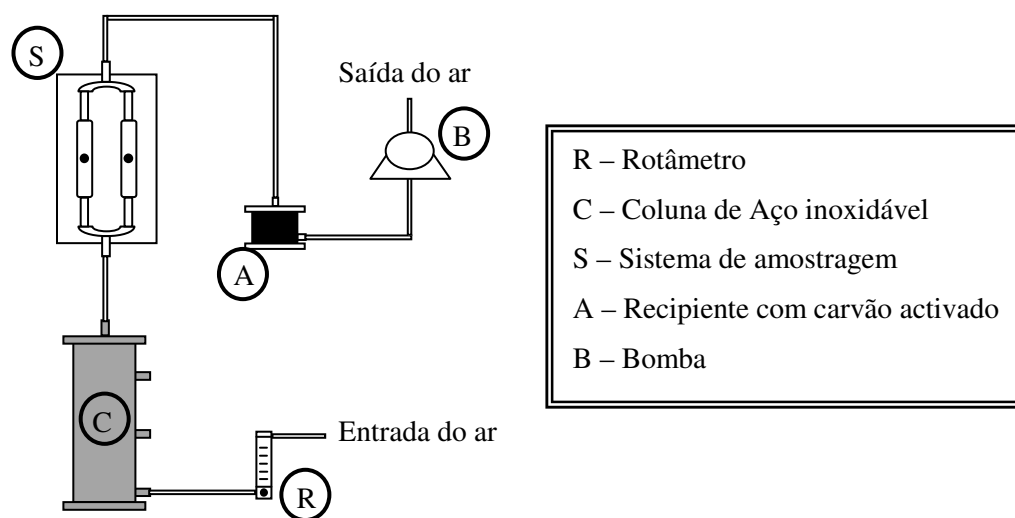 S
Saída do ar
B
A
C
Entrada do ar
R
R – Rotâmetro
C – Coluna de Aço inoxidável
S – Sistema de amostragem
A – Recipiente com carvão activado
B – Bomba